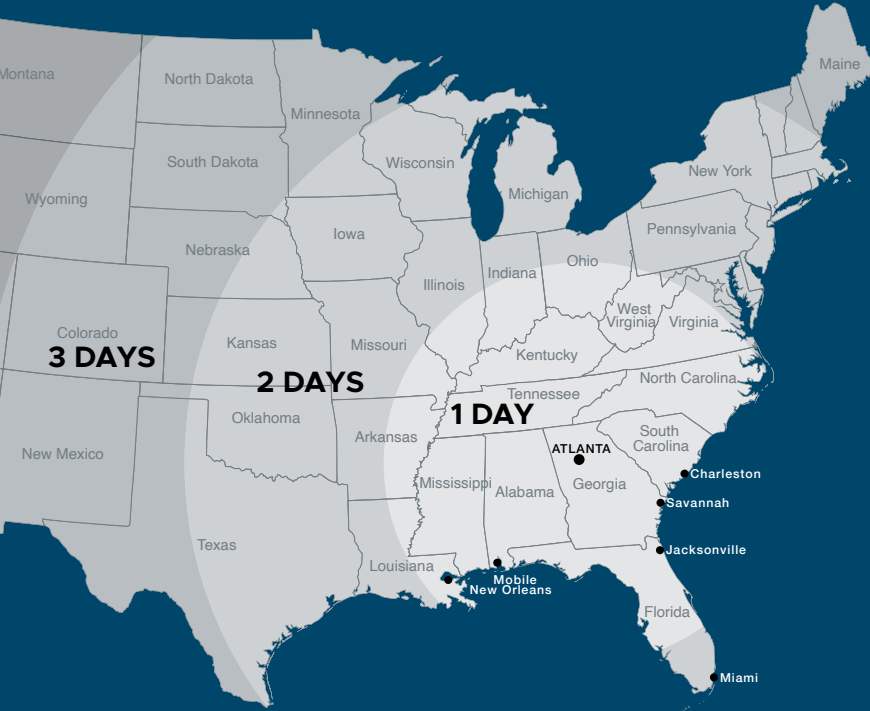 Maine
Montana
North Dakota
Minnesota
South Dakota
Wisconsin
New York
Wyoming
Michigan
Pennsylvania
Iowa
Nebraska
Ohio
Indiana
Illinois
West
Virginia
Virginia
Colorado
3 DAYS
Kansas
Missouri
Kentucky
2 DAYS
North Carolina
Tennessee
1 DAY
Oklahoma
Arkansas
South
Carolina
ATLANTA
New Mexico
Charleston
Mississippi
Alabama
Georgia
Savannah
Texas
Jacksonville
Louisiana
Mobile
New Orleans
Florida
Miami